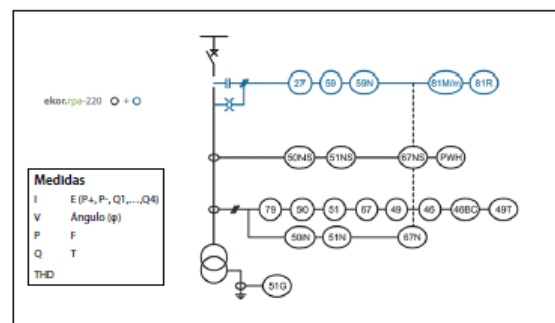 27 59 59N 81M/m 81R
ekor.rpa-220 +
50NS 51NS 67NS PWH
Medidas
I E (P+, P-, Q1,...,Q4)
V Ángulo (φ)
P F
Q T
THD
79 50 51 67 49 46 46BC 49T
50N 51N 67N
51G